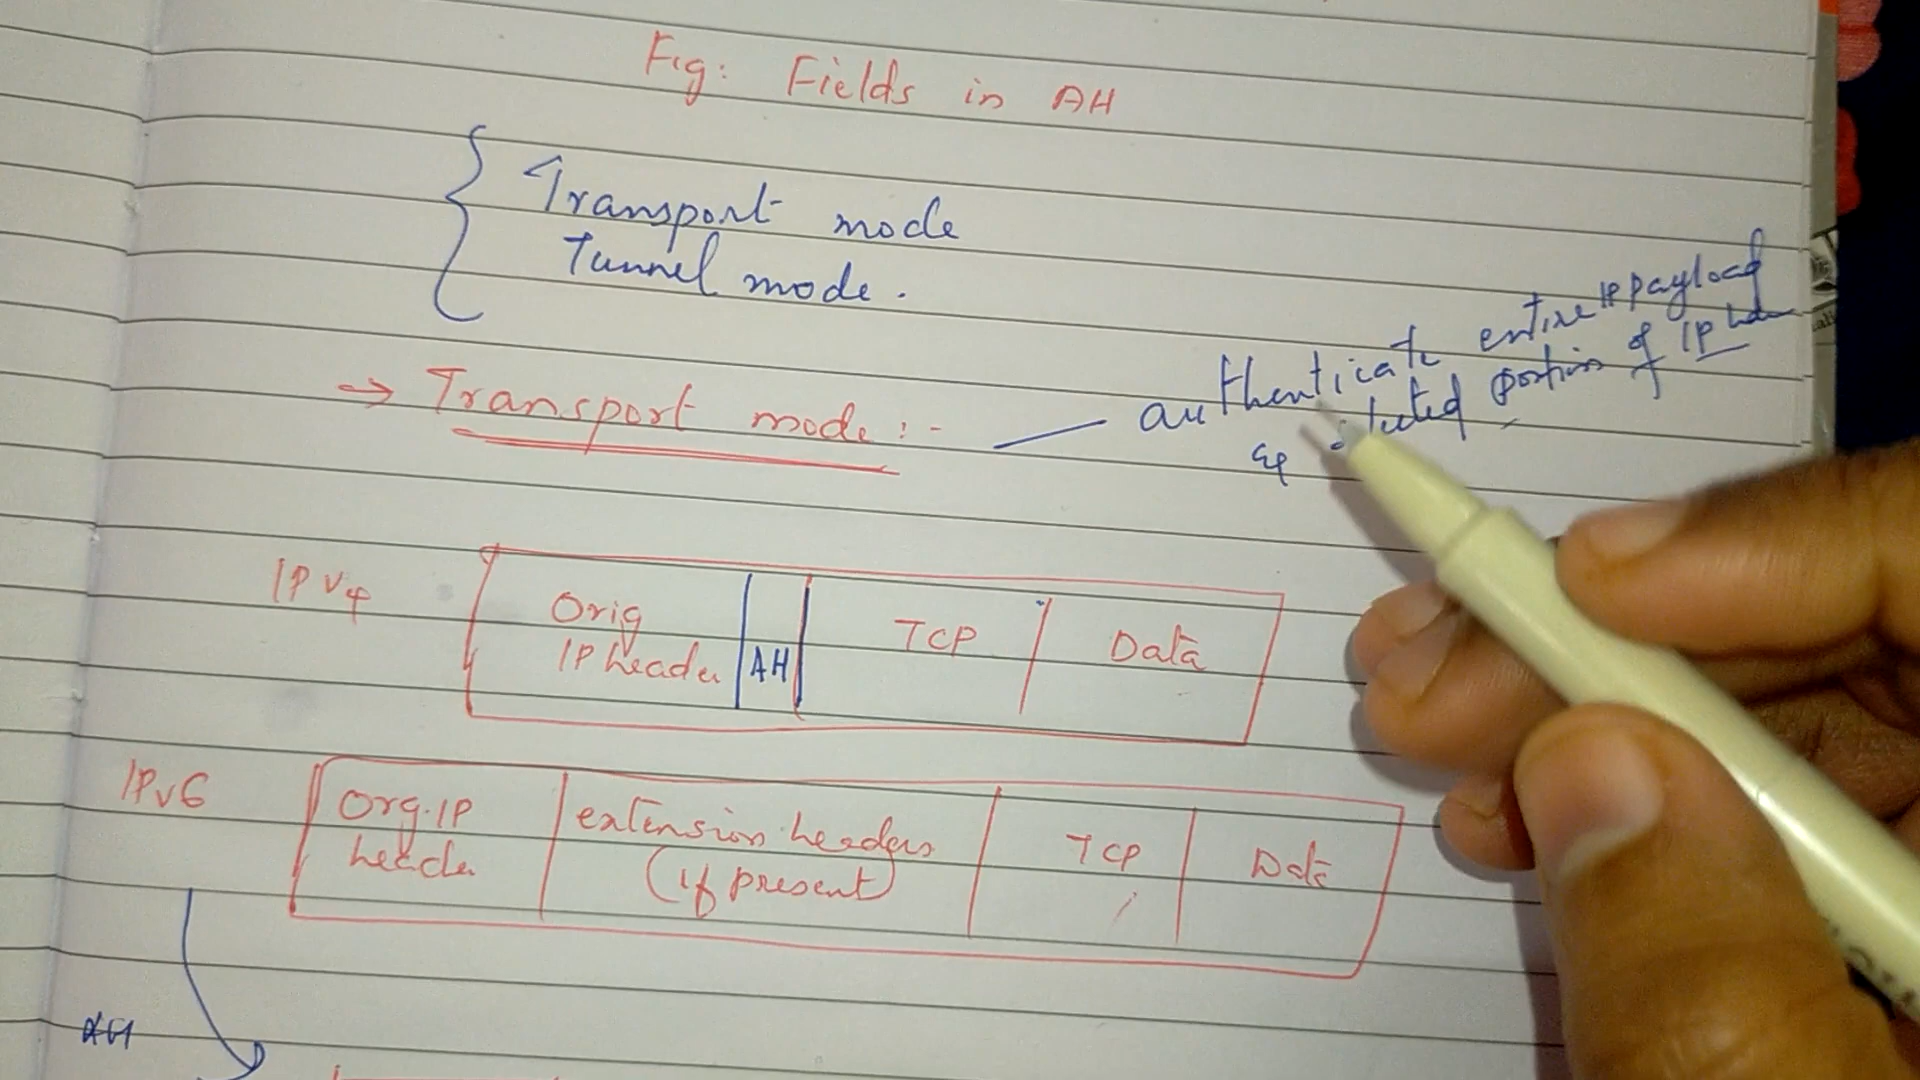 Fig: Fields in AH
Transport mode
Tunnel mode.
→ Transport mode :-
authenticate entire IP payload
& selected portion of IP
IPv4
Orig
IP header
AH
TCP
Data
IPv6
Org.IP
header
extension headers
(if present)
TCP
Data
AH